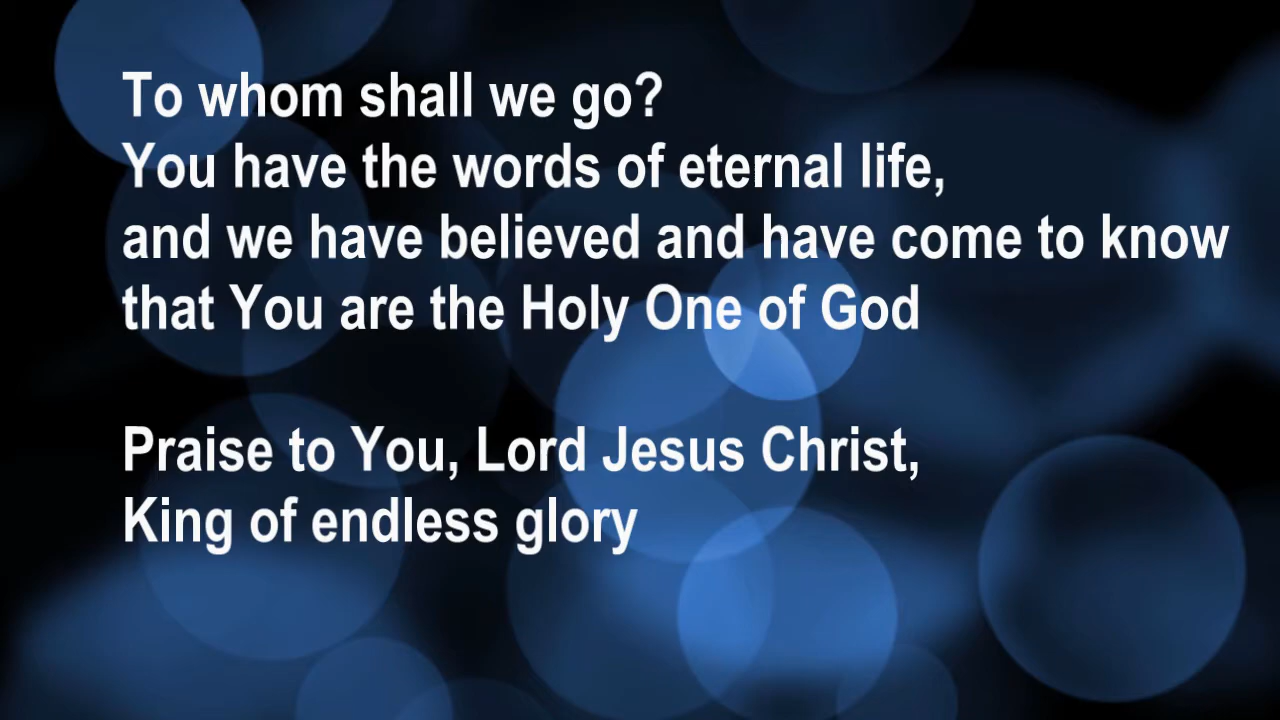 To whom shall we go?
You have the words of eternal life,
and we have believed and have come to know
that You are the Holy One of God
Praise to You, Lord Jesus Christ,
King of endless glory